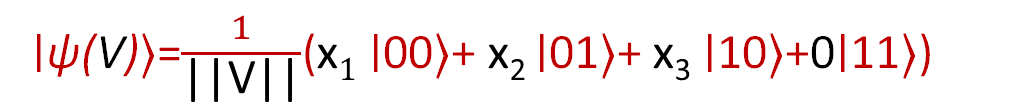 |ψ(V)⟩=1/||V||(x₁ |00⟩+ x₂ |01⟩+ x₃ |10⟩+0|11⟩)